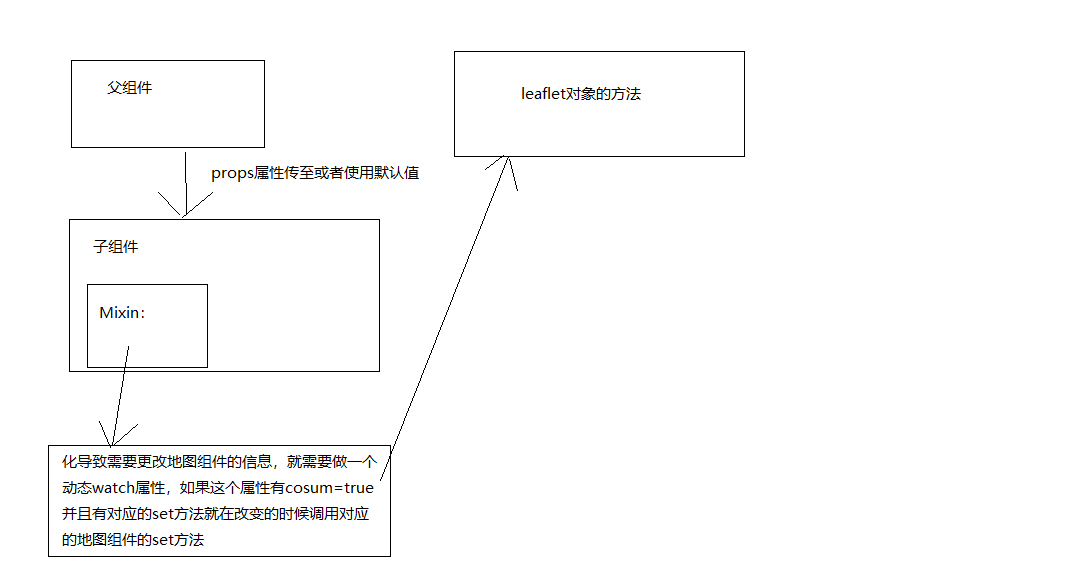 父组件
leaflet对象的方法
props属性传至或者使用默认值
子组件
Mixin:
化导致需要更改地图组件的信息，就需要做一个
动态watch属性，如果这个属性有cosum=true
并且有对应的set方法就在改变的时候调用对应
的地图组件的set方法